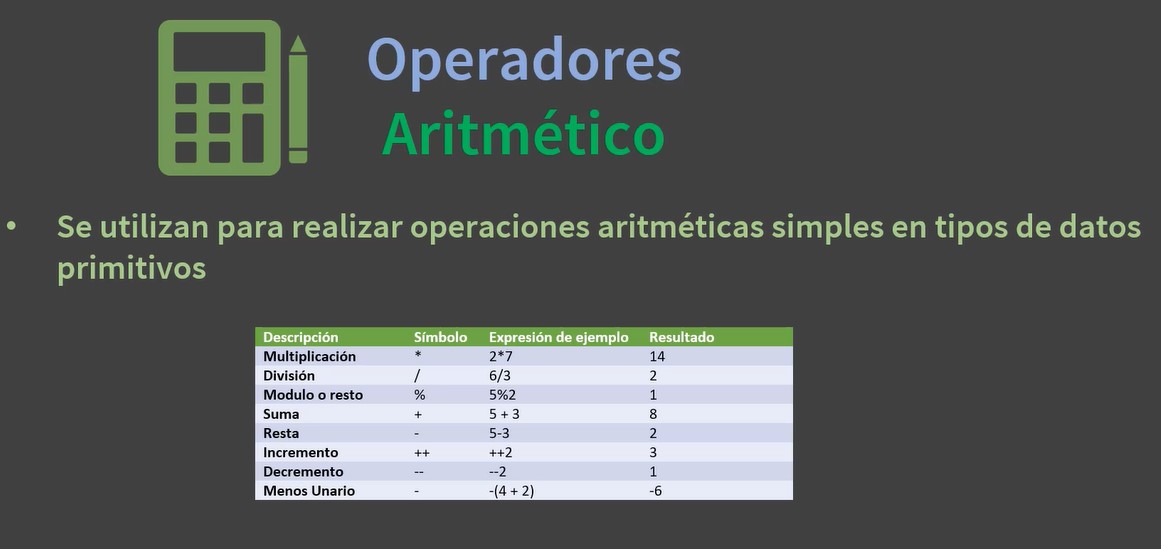 Operadores
Aritmético
• Se utilizan para realizar operaciones aritméticas simples en tipos de datos
primitivos
Descripción Símbolo Expresión de ejemplo Resultado
Multiplicación * 2*7 14
División / 6/3 2
Modulo o resto % 5%2 1
Suma + 5 + 3 8
Resta - 5-3 2
Incremento ++ ++2 3
Decremento -- --2 1
Menos Unario - -(4 + 2) -6